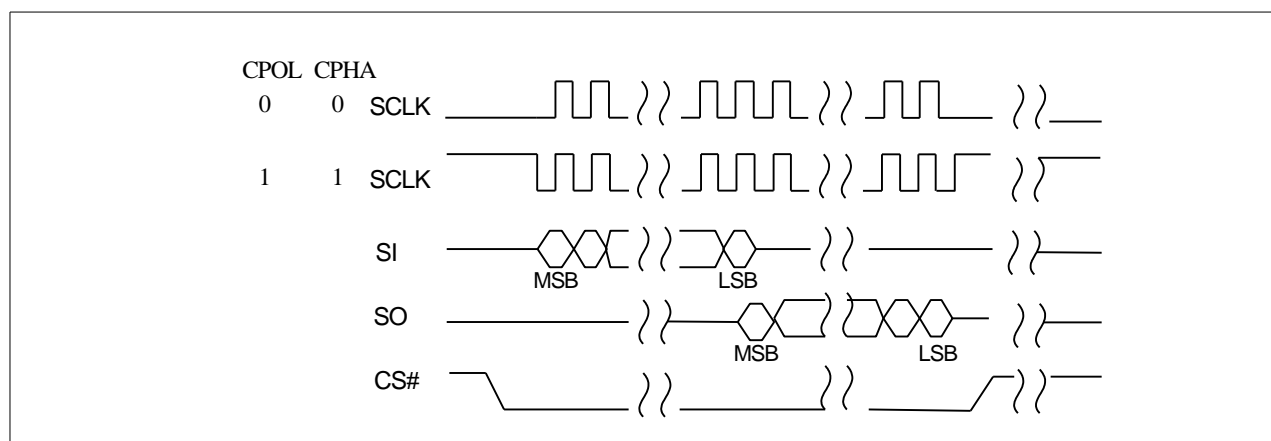 CPOL CPHA
0 0 SCLK
1 1 SCLK
SI
MSB LSB
SO
MSB LSB
CS#